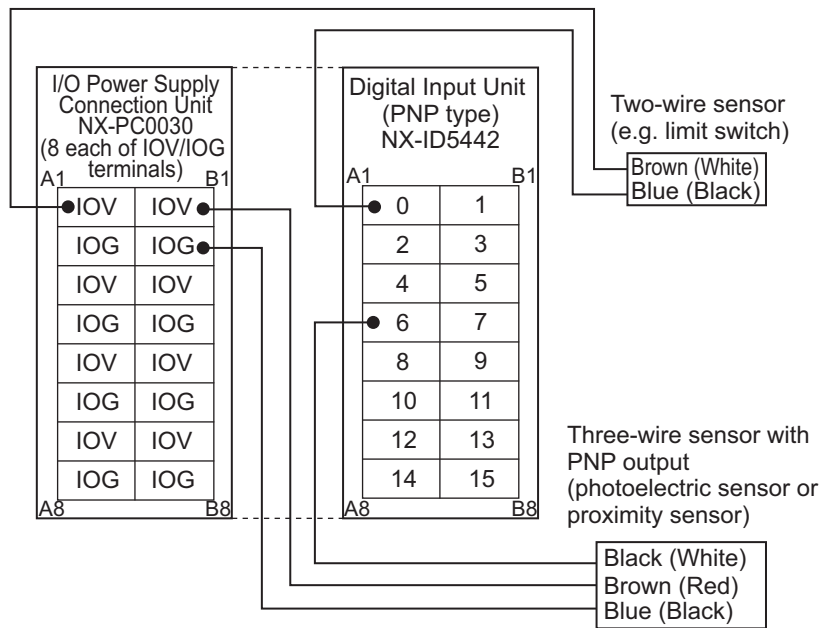 I/O Power Supply
Connection Unit
NX-PC0030
(8 each of IOV/IOG
terminals)
A1 B1
IOV IOV
IOG IOG
IOV IOV
IOG IOG
IOV IOV
IOG IOG
IOV IOV
IOG IOG
A8 B8
Digital Input Unit
(PNP type)
NX-ID5442
A1 B1
0 1
2 3
4 5
6 7
8 9
10 11
12 13
14 15
A8 B8
Two-wire sensor
(e.g. limit switch)
Brown (White)
Blue (Black)
Three-wire sensor with
PNP output
(photoelectric sensor or
proximity sensor)
Black (White)
Brown (Red)
Blue (Black)